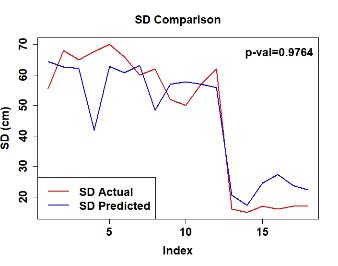 SD Comparison
p-val=0.9764
SD (cm)
70
60
50
40
30
20
SD Actual
SD Predicted
5
10
15
Index